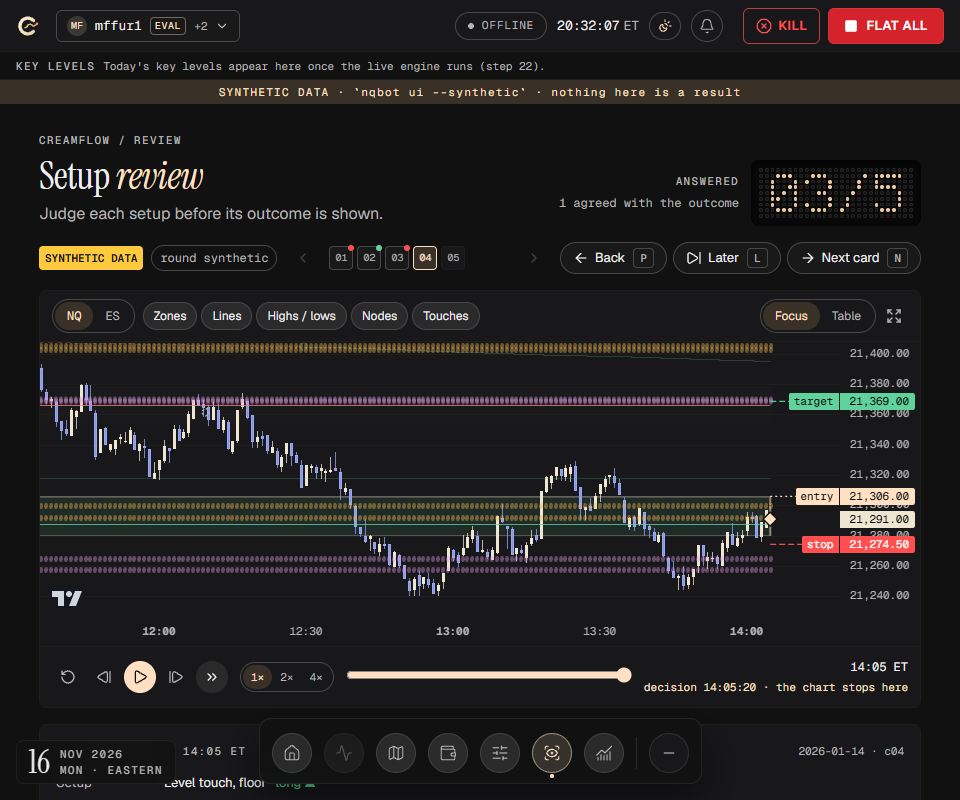 MF mffur1 EVAL +2
OFFLINE
20:32:07 ET
KILL
FLAT ALL
KEY LEVELS Today's key levels appear here once the live engine runs (step 22).
SYNTHETIC DATA · `nqbot ui --synthetic` · nothing here is a result
CREAMFLOW / REVIEW
Setup review
Judge each setup before its outcome is shown.
ANSWERED
1 agreed with the outcome
03/5
SYNTHETIC DATA
round synthetic
01 02 03 04 05
Back P
Later L
Next card N
NQ ES
Zones
Lines
Highs / lows
Nodes
Touches
Focus Table
21,400.00
21,380.00
target 21,369.00
21,360.00
21,340.00
21,320.00
entry 21,306.00
21,291.00
stop 21,274.50
21,260.00
21,240.00
12:00 12:30 13:00 13:30 14:00
1× 2× 4×
14:05 ET
decision 14:05:20 · the chart stops here
14:05 ET
2026-01-14 · c04
16 NOV 2026
MON · EASTERN
Setup Level touch, floor long